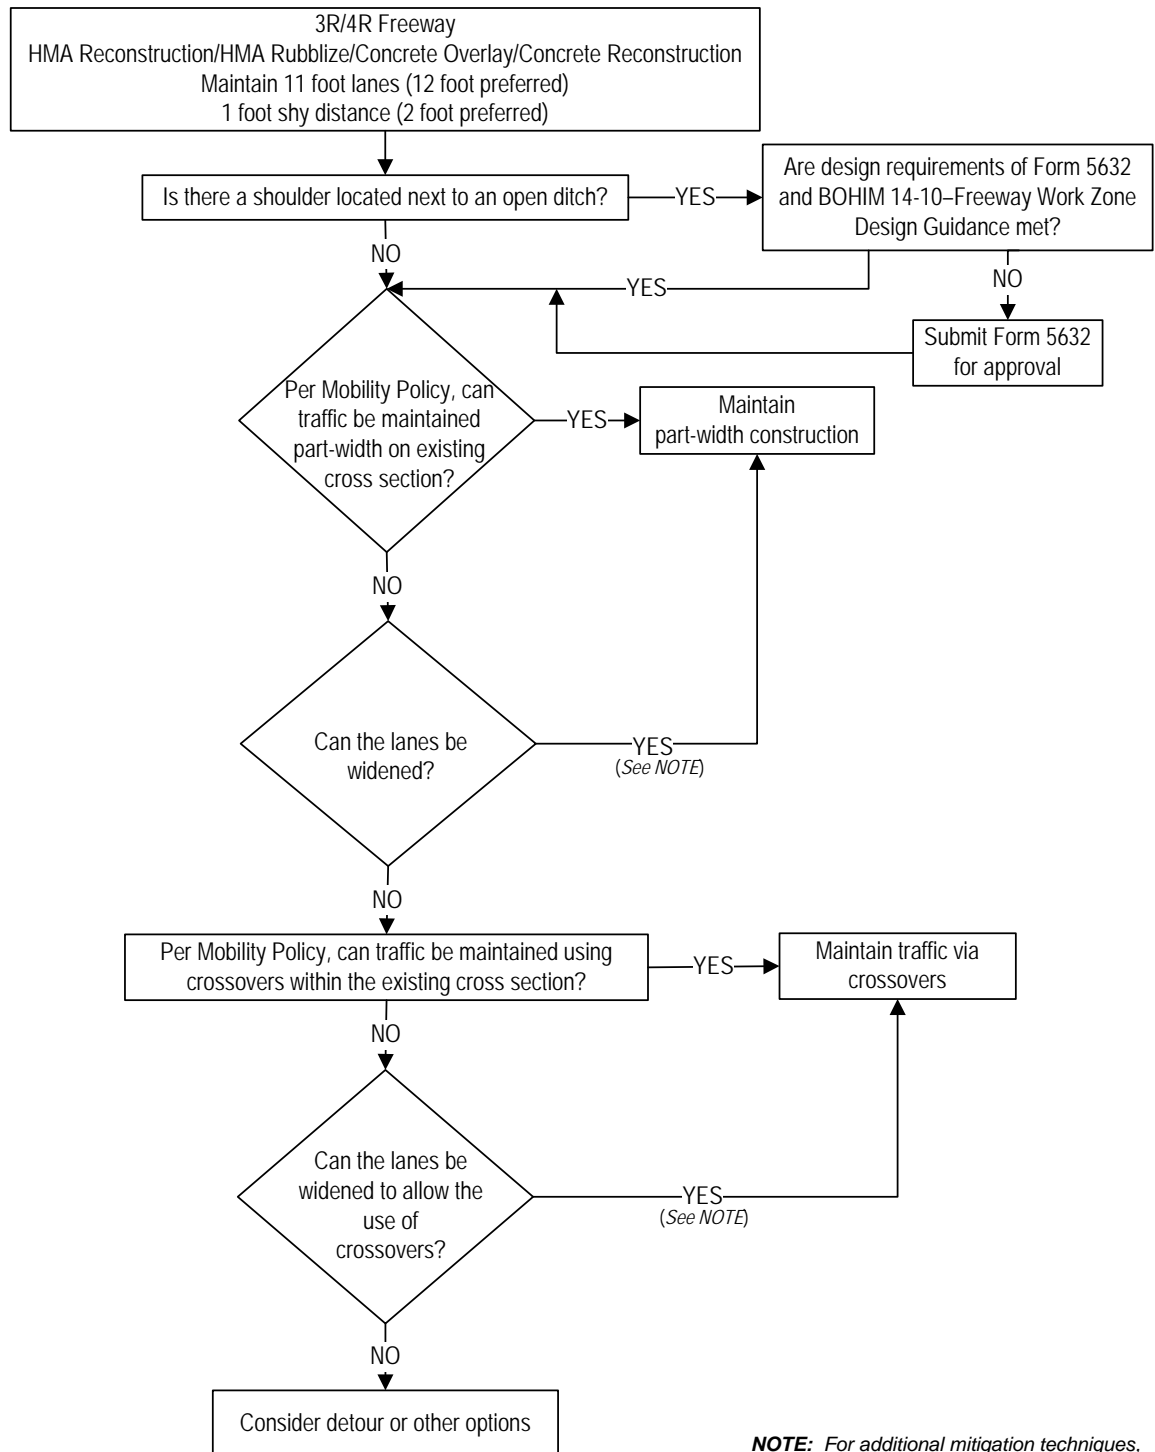 3R/4R Freeway
HMA Reconstruction/HMA Rubblize/Concrete Overlay/Concrete Reconstruction
Maintain 11 foot lanes (12 foot preferred)
1 foot shy distance (2 foot preferred)
Is there a shoulder located next to an open ditch?
YES
Are design requirements of Form 5632
and BOHIM 14-10–Freeway Work Zone
Design Guidance met?
NO
YES
NO
Submit Form 5632
for approval
Per Mobility Policy, can
traffic be maintained
part-width on existing
cross section?
YES
Maintain
part-width construction
NO
Can the lanes be
widened?
YES
(See NOTE)
NO
Per Mobility Policy, can traffic be maintained using
crossovers within the existing cross section?
YES
Maintain traffic via
crossovers
NO
Can the lanes be
widened to allow the
use of
crossovers?
YES
(See NOTE)
NO
Consider detour or other options
NOTE: For additional mitigation techniques,